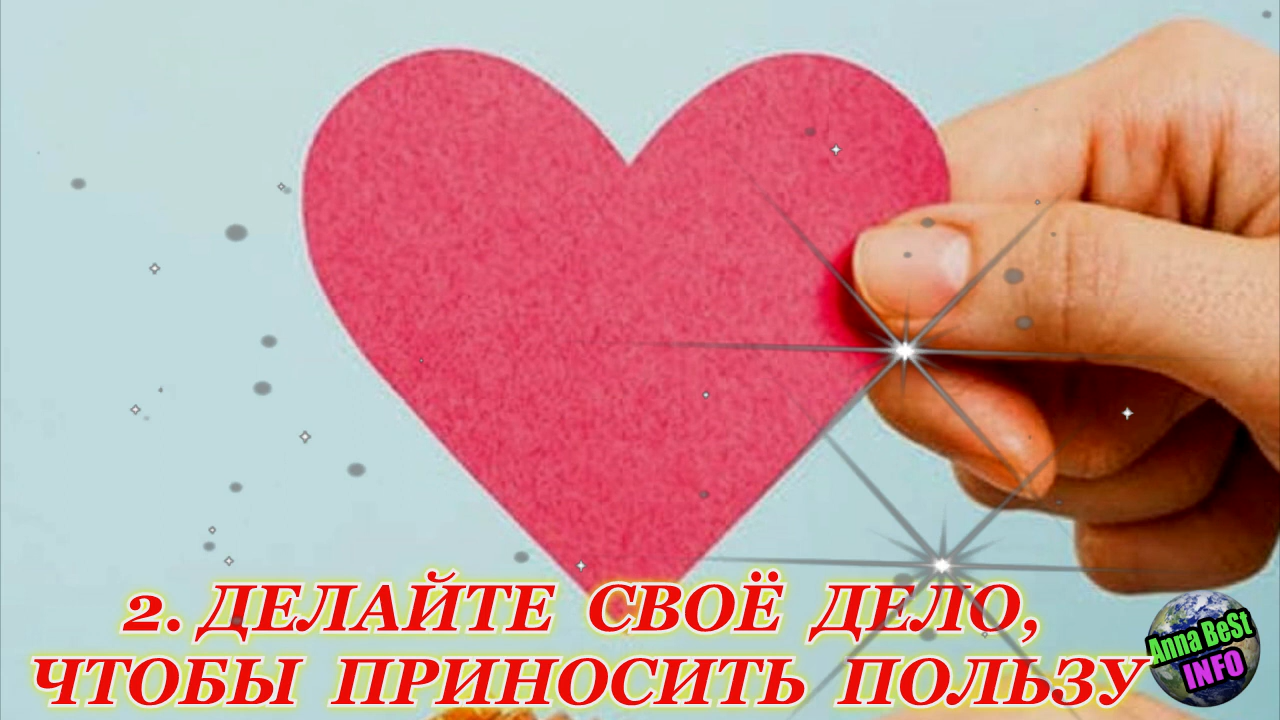 2. ДЕЛАЙТЕ СВОЁ ДЕЛО,
ЧТОБЫ ПРИНОСИТЬ ПОЛЬЗУ
Anna BeSt
INFO